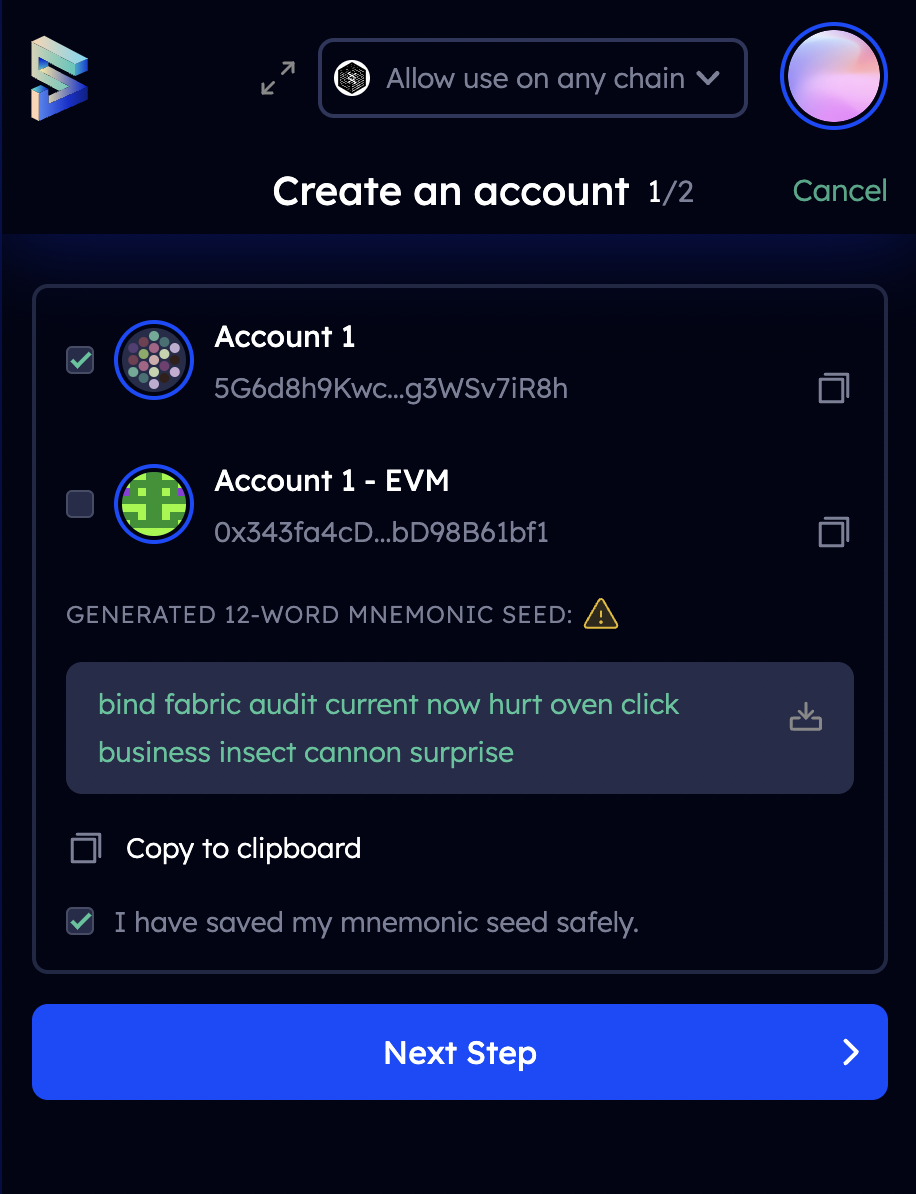 Allow use on any chain
Create an account 1/2
Cancel
Account 1
5G6d8h9Kwc...g3WSv7iR8h
Account 1 - EVM
0x343fa4cD...bD98B61bf1
GENERATED 12-WORD MNEMONIC SEED:
bind fabric audit current now hurt oven click
business insect cannon surprise
Copy to clipboard
I have saved my mnemonic seed safely.
Next Step